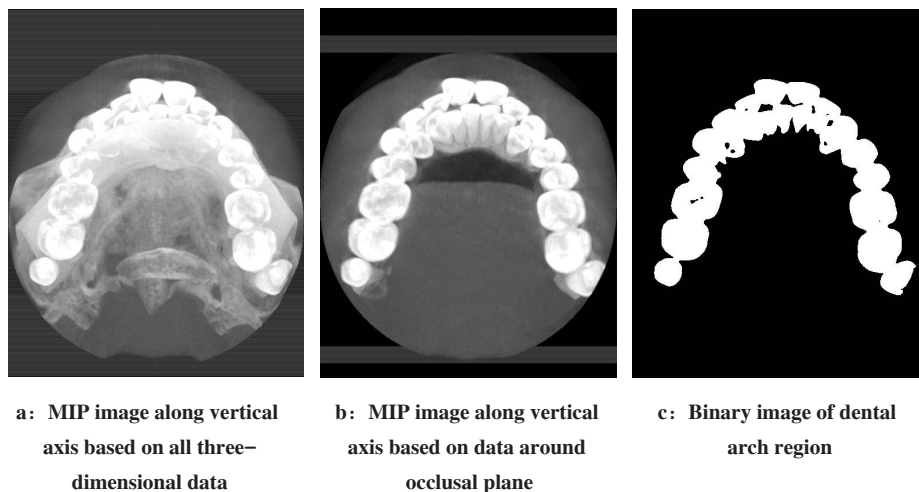 a: MIP image along vertical
axis based on all three-
dimensional data
b: MIP image along vertical
axis based on data around
occlusal plane
c: Binary image of dental
arch region